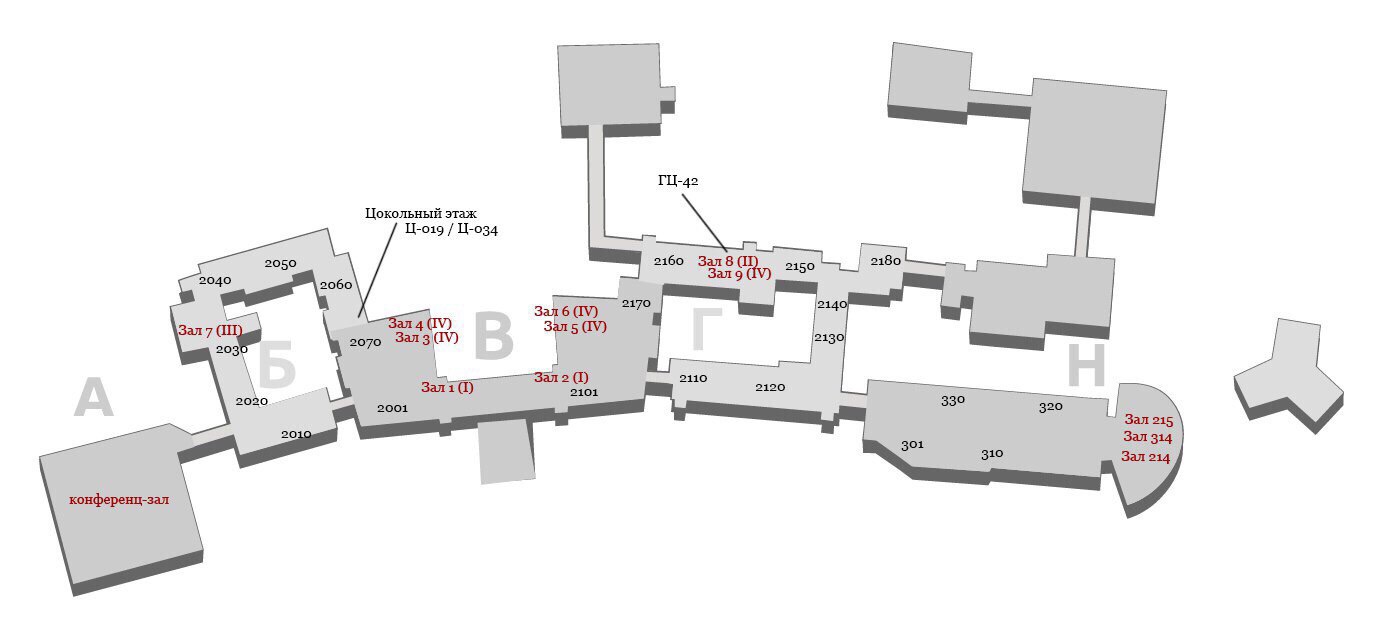 ГЦ-42
Цокольный этаж
Ц-019 / Ц-034
2050
2040
2060
2160
Зал 8 (II)
Зал 9 (IV)
2150
2180
2170
2140
2130
Зал 7 (III)
2030
Зал 4 (IV)
Зал 3 (IV)
2070
Зал 6 (IV)
Зал 5 (IV)
А
Б
В
Г
Н
2020
2010
2001
Зал 1 (I)
Зал 2 (I)
2101
2110
2120
330
320
301
310
Зал 215
Зал 314
Зал 214
конференц-зал